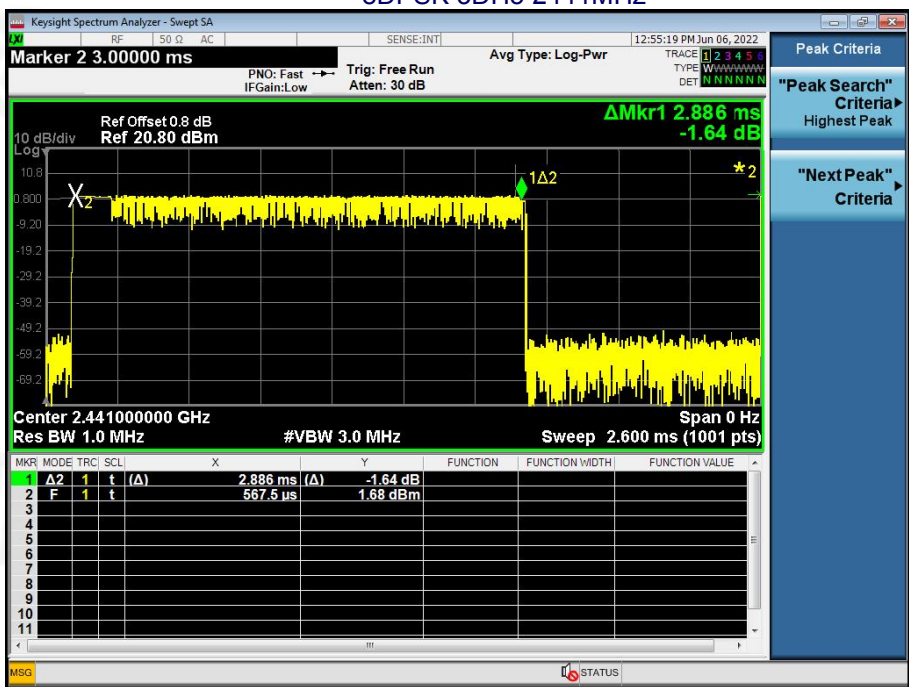 Keysight Spectrum Analyzer - Swept SA
LXI RF 50 Ω AC SENSE:INT 12:55:19 PM Jun 06, 2022
Marker 2 3.00000 ms
PNO: Fast
IFGain:Low
Trig: Free Run
Atten: 30 dB
Avg Type: Log-Pwr
TRACE 1 2 3 4 5 6
TYPE WWWWWW
DET N N N N N N
Peak Criteria
"Peak Search"
Criteria
Highest Peak
"Next Peak"
Criteria
ΔMkr1 2.886 ms
-1.64 dB
Ref Offset 0.8 dB
10 dB/div Ref 20.80 dBm
Log
10.8
0.800
-9.20
-19.2
-29.2
-39.2
-49.2
-59.2
-69.2
X2
1Δ2
*2
Center 2.441000000 GHz Span 0 Hz
Res BW 1.0 MHz #VBW 3.0 MHz Sweep 2.600 ms (1001 pts)
MKR MODE TRC SCL X Y FUNCTION FUNCTION WIDTH FUNCTION VALUE
1 Δ2 1 t (Δ) 2.886 ms (Δ) -1.64 dB
2 F 1 t 567.5 µs 1.68 dBm
3
4
5
6
7
8
9
10
11
MSG STATUS